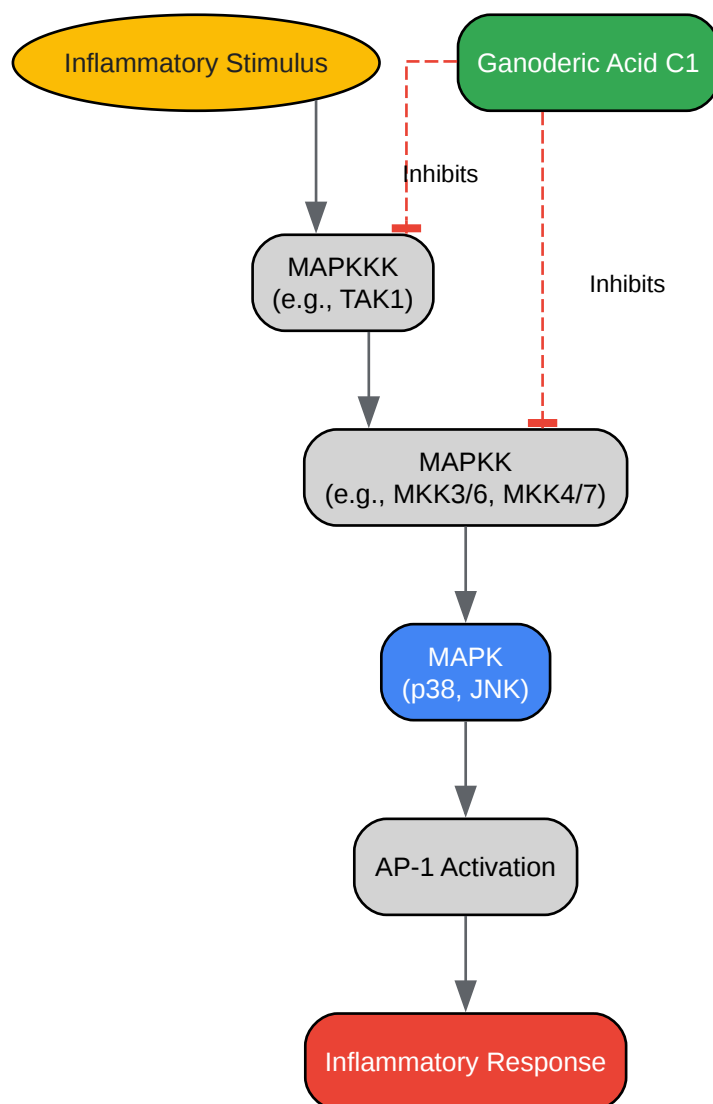 Inflammatory Stimulus
Ganoderic Acid C1
Inhibits
MAPKKK
(e.g., TAK1)
Inhibits
MAPKK
(e.g., MKK3/6, MKK4/7)
MAPK
(p38, JNK)
AP-1 Activation
Inflammatory Response